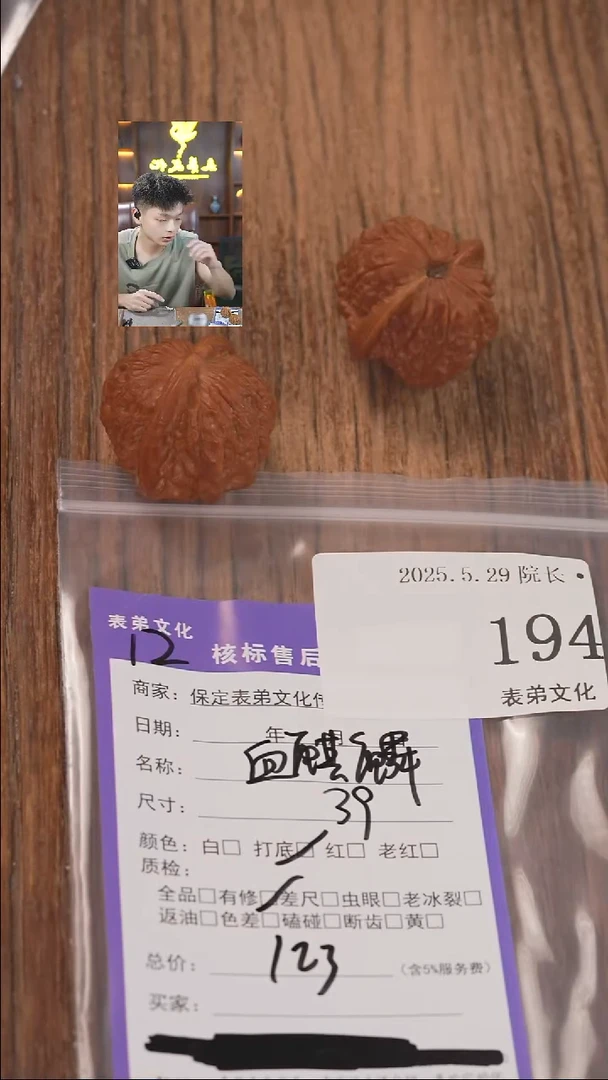 2025.5.29 院长
194
表弟文化
表弟文化
12
核标售后
商家：保定表弟文化
日期： 年 月
名称： 血麒麟
尺寸： 39
颜色：白□ 打底□ 红□ 老红□
质检：
全品□有修□差尺□虫眼□老冰裂□
返油□色差□磕碰□断齿□黄□
总价： 123 （含5%服务费）
买家：